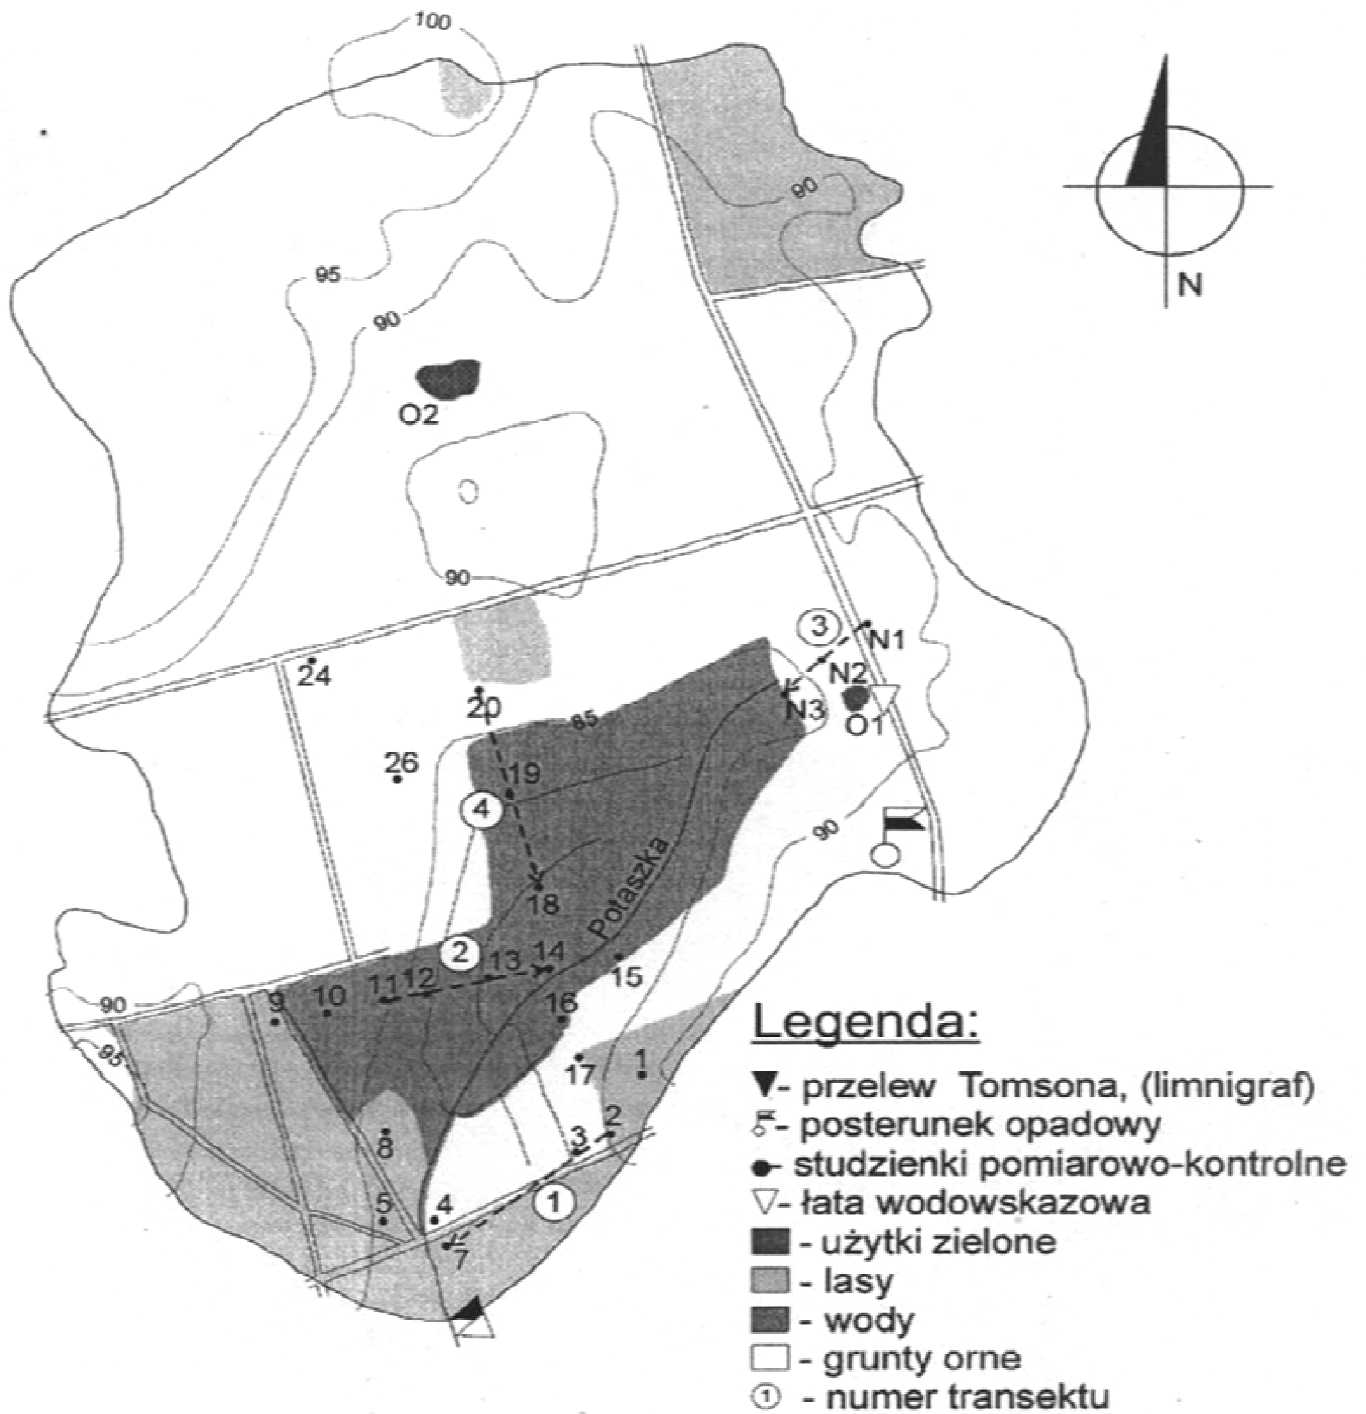 100
90
95
90
O2
90
3
N1
N2
24
20
N3
O1
85
26
19
4
90
18
Potaszka
2
13
14
11
12
15
90
9
10
16
95
17
1
8
3
2
5
4
1
7
N
Legenda:
- przelew Tomsona, (limnigraf)
- posterunek opadowy
- studzienki pomiarowo-kontrolne
- łata wodowskazowa
- użytki zielone
- lasy
- wody
- grunty orne
1 - numer transektu